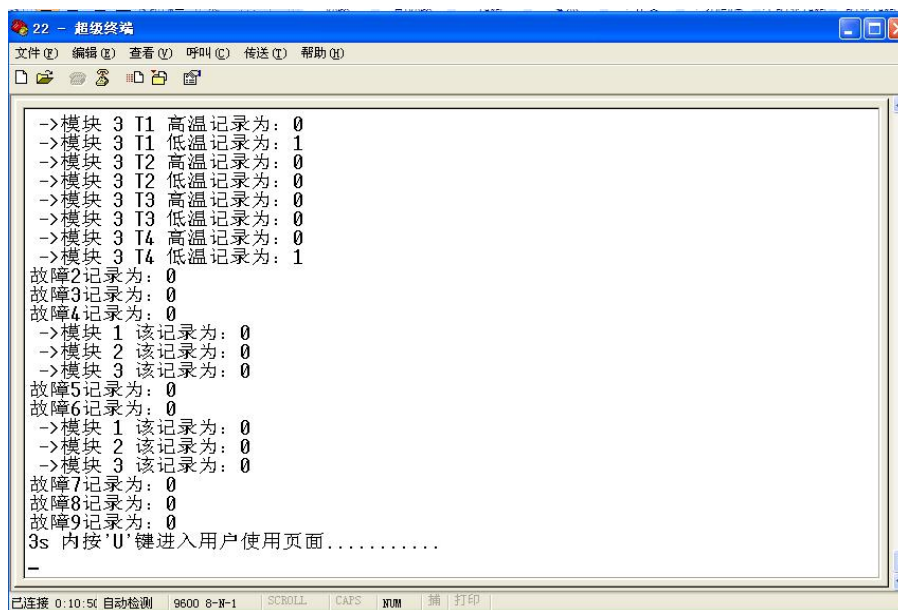 22 - 超级终端
文件(F) 编辑(E) 查看(V) 呼叫(C) 传送(T) 帮助(H)
->模块 3 T1 高温记录为: 0
->模块 3 T1 低温记录为: 1
->模块 3 T2 高温记录为: 0
->模块 3 T2 低温记录为: 0
->模块 3 T3 高温记录为: 0
->模块 3 T3 低温记录为: 0
->模块 3 T4 高温记录为: 0
->模块 3 T4 低温记录为: 1
故障2记录为: 0
故障3记录为: 0
故障4记录为: 0
->模块 1 该记录为: 0
->模块 2 该记录为: 0
->模块 3 该记录为: 0
故障5记录为: 0
故障6记录为: 0
->模块 1 该记录为: 0
->模块 2 该记录为: 0
->模块 3 该记录为: 0
故障7记录为: 0
故障8记录为: 0
故障9记录为: 0
3s 内按'U'键进入用户使用页面...........
已连接 0:10:5( 自动检测 9600 8-N-1 SCROLL CAPS NUM 捕 打印